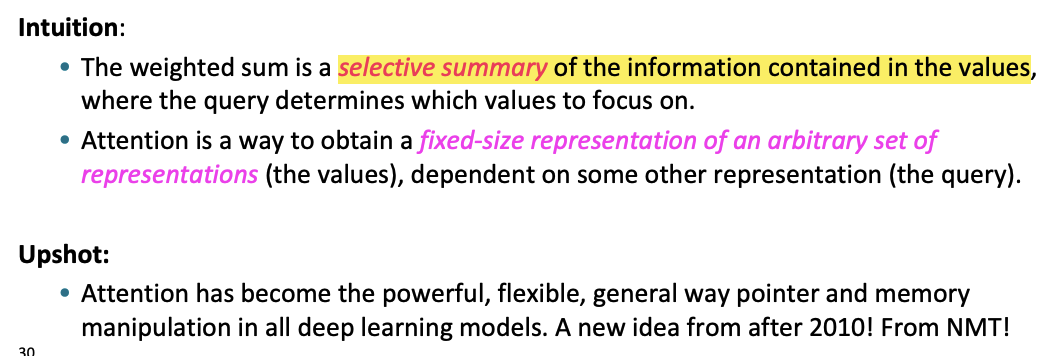 Intuition:
• The weighted sum is a selective summary of the information contained in the values,
where the query determines which values to focus on.
• Attention is a way to obtain a fixed-size representation of an arbitrary set of
representations (the values), dependent on some other representation (the query).
Upshot:
• Attention has become the powerful, flexible, general way pointer and memory
manipulation in all deep learning models. A new idea from after 2010! From NMT!
30